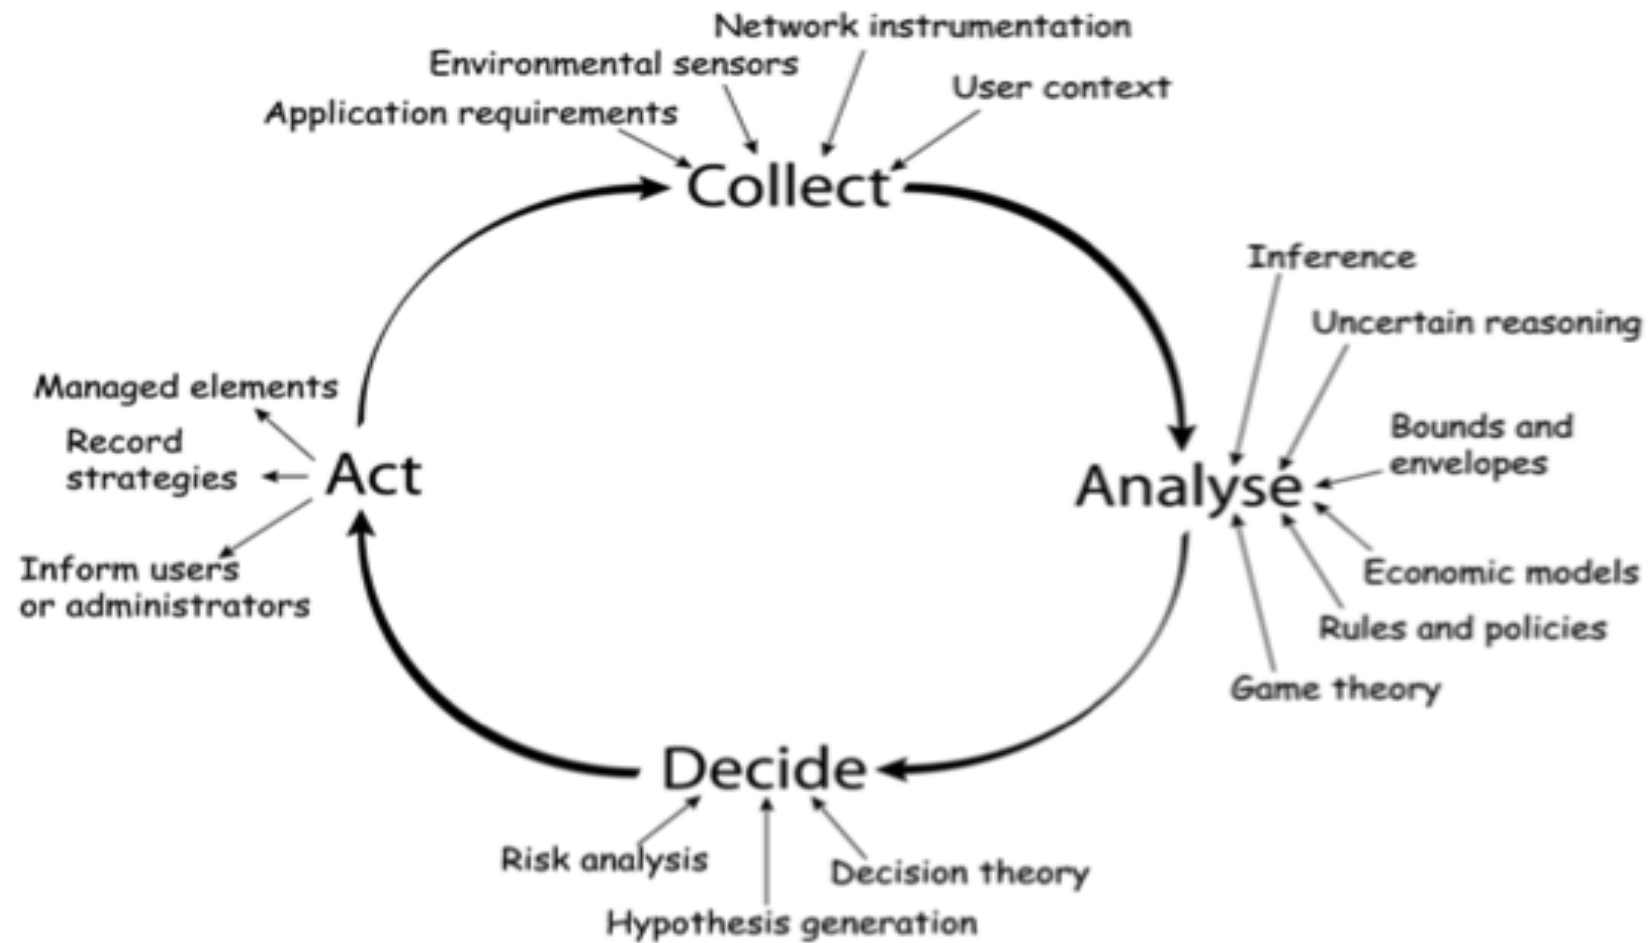 Network instrumentation
Environmental sensors
User context
Application requirements
Collect
Inference
Uncertain reasoning
Managed elements
Record
strategies
Act
Inform users
or administrators
Bounds and
envelopes
Analyse
Economic models
Rules and policies
Game theory
Decide
Risk analysis
Decision theory
Hypothesis generation